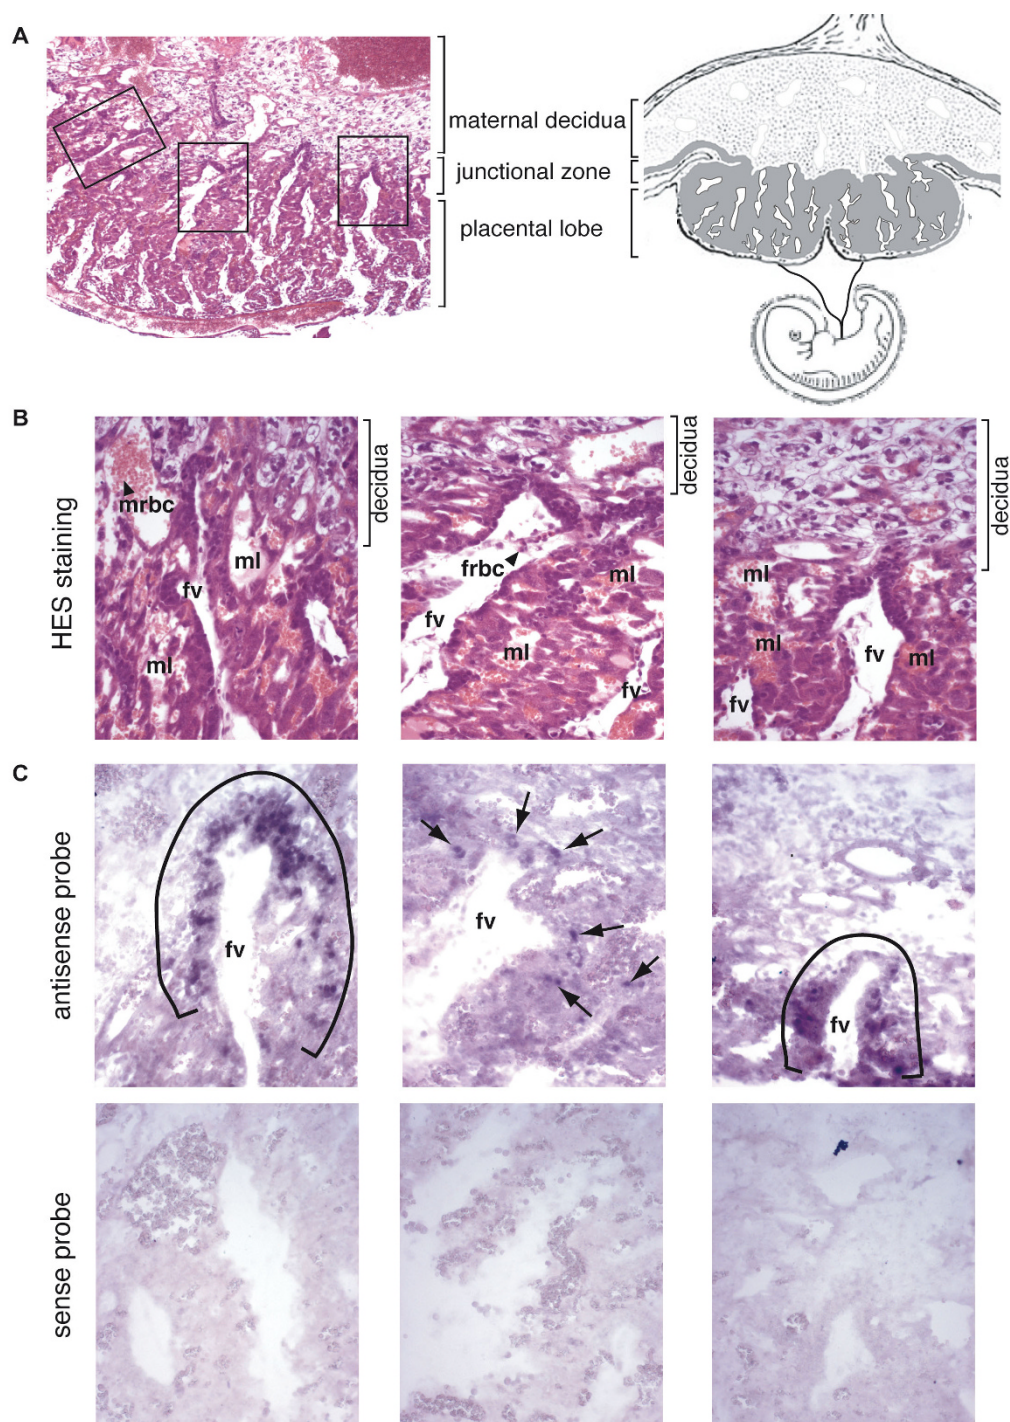 A
maternal decidua
junctional zone
placental lobe
B
HES staining
mrbc
fv
ml
ml
decidua
frbc
fv
ml
ml
fv
decidua
ml
ml
fv
ml
fv
decidua
C
antisense probe
fv
fv
fv
sense probe